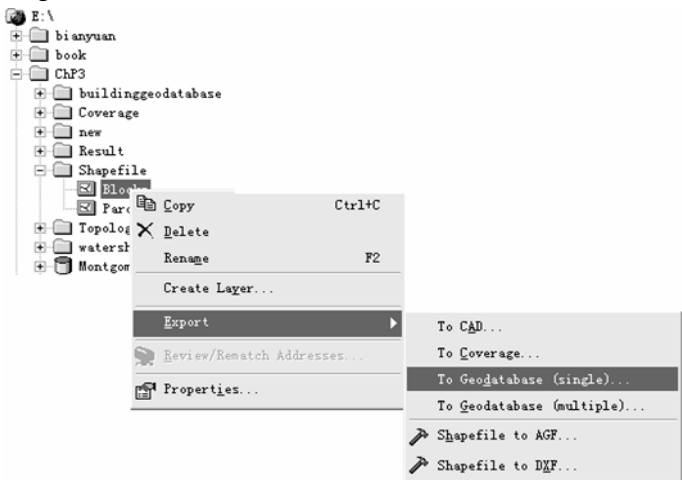 E:\
bianyuan
book
ChP3
buildinggeodatabase
Coverage
new
Result
Shapefile
Copy Ctrl+C
Delete
Rename F2
Create Layer...
Export
Review/Rematch Addresses...
Properties...
To CAD...
To Coverage...
To Geodatabase (single)...
To Geodatabase (multiple)...
Shapefile to AGF...
Shapefile to DXF...